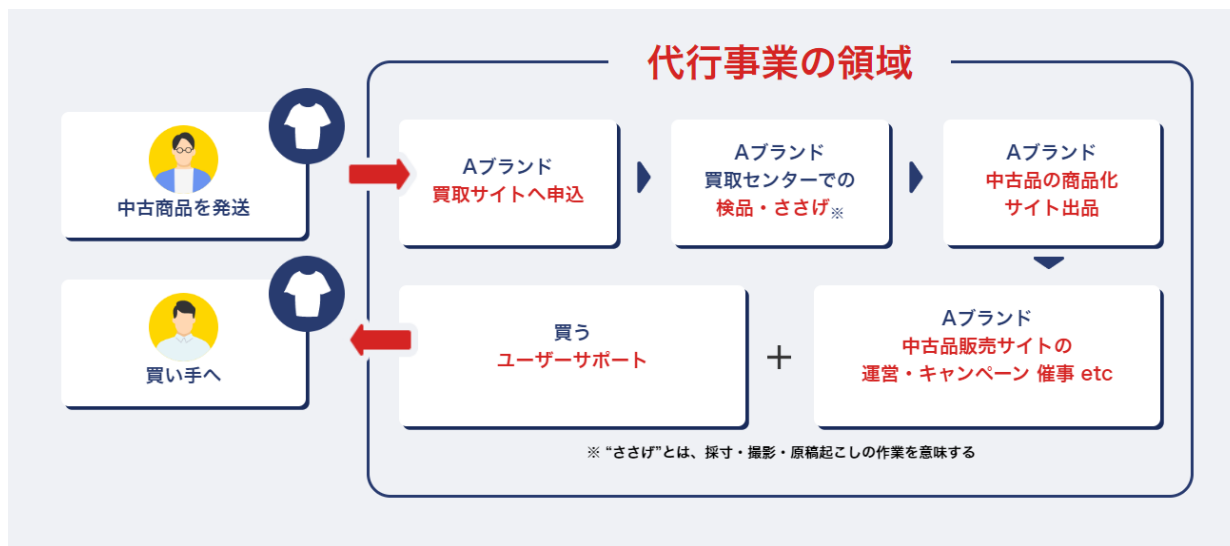 代行事業の領域
中古商品を発送
Aブランド
買取サイトへ申込
Aブランド
買取センターでの
検品・ささげ※
Aブランド
中古品の商品化
サイト出品
買い手へ
買う
ユーザーサポート
+
Aブランド
中古品販売サイトの
運営・キャンペーン 催事 etc
※ “ささげ”とは、採寸・撮影・原稿起こしの作業を意味する